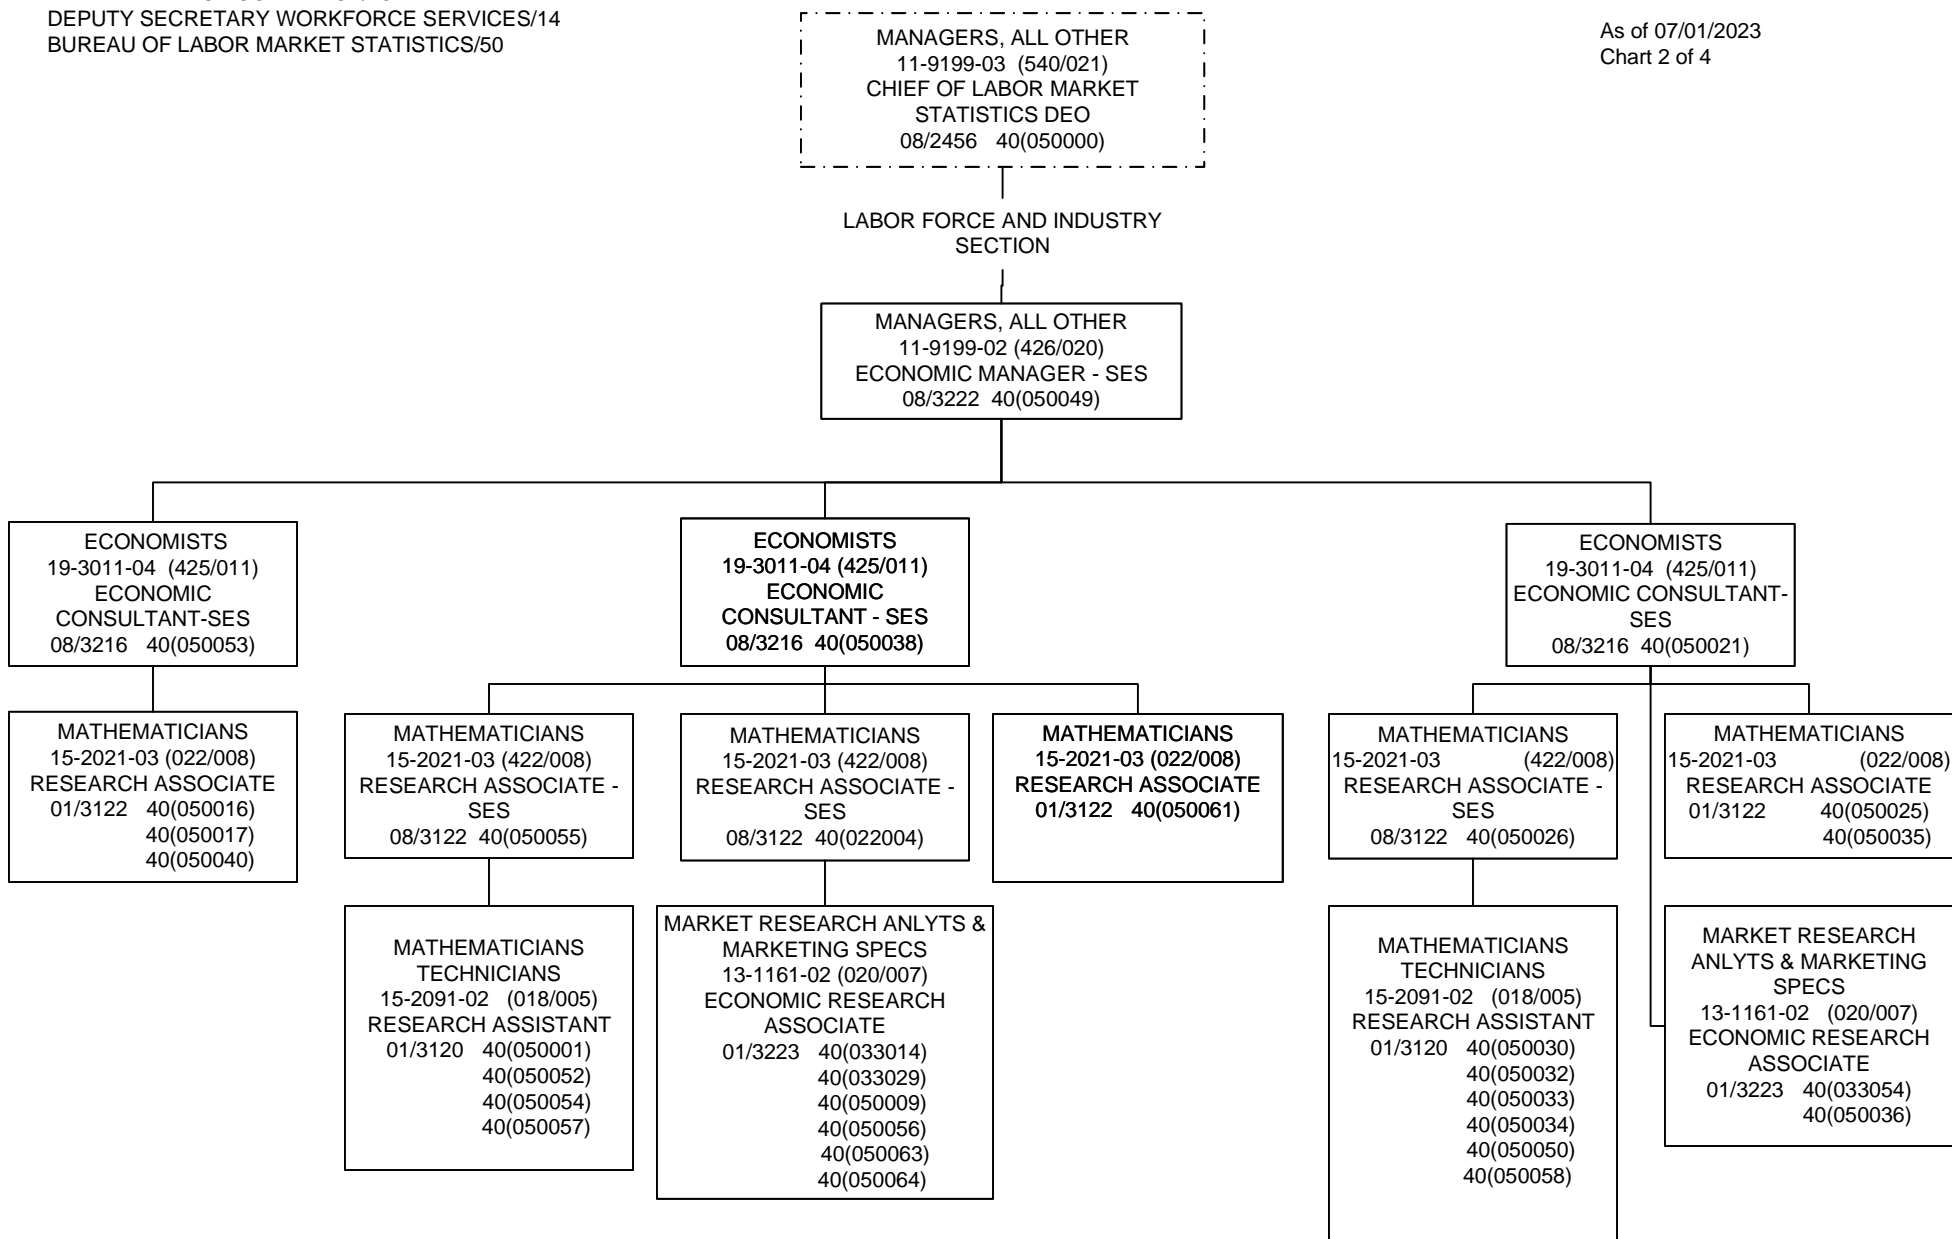 DEPUTY SECRETARY WORKFORCE SERVICES/14
BUREAU OF LABOR MARKET STATISTICS/50
As of 07/01/2023
Chart 2 of 4
MANAGERS, ALL OTHER
11-9199-03 (540/021)
CHIEF OF LABOR MARKET
STATISTICS DEO
08/2456 40(050000)
LABOR FORCE AND INDUSTRY
SECTION
MANAGERS, ALL OTHER
11-9199-02 (426/020)
ECONOMIC MANAGER - SES
08/3222 40(050049)
ECONOMISTS
19-3011-04 (425/011)
ECONOMIC
CONSULTANT-SES
08/3216 40(050053)
ECONOMISTS
19-3011-04 (425/011)
ECONOMIC
CONSULTANT - SES
08/3216 40(050038)
ECONOMISTS
19-3011-04 (425/011)
ECONOMIC CONSULTANT-
SES
08/3216 40(050021)
MATHEMATICIANS
15-2021-03 (022/008)
RESEARCH ASSOCIATE
01/3122 40(050016)
40(050017)
40(050040)
MATHEMATICIANS
15-2021-03 (422/008)
RESEARCH ASSOCIATE -
SES
08/3122 40(050055)
MATHEMATICIANS
15-2021-03 (422/008)
RESEARCH ASSOCIATE -
SES
08/3122 40(022004)
MATHEMATICIANS
15-2021-03 (022/008)
RESEARCH ASSOCIATE
01/3122 40(050061)
MATHEMATICIANS
15-2021-03 (422/008)
RESEARCH ASSOCIATE -
SES
08/3122 40(050026)
MATHEMATICIANS
15-2021-03 (022/008)
RESEARCH ASSOCIATE
01/3122 40(050025)
40(050035)
MATHEMATICIANS
TECHNICIANS
15-2091-02 (018/005)
RESEARCH ASSISTANT
01/3120 40(050001)
40(050052)
40(050054)
40(050057)
MARKET RESEARCH ANLYTS &
MARKETING SPECS
13-1161-02 (020/007)
ECONOMIC RESEARCH
ASSOCIATE
01/3223 40(033014)
40(033029)
40(050009)
40(050056)
40(050063)
40(050064)
MATHEMATICIANS
TECHNICIANS
15-2091-02 (018/005)
RESEARCH ASSISTANT
01/3120 40(050030)
40(050032)
40(050033)
40(050034)
40(050050)
40(050058)
MARKET RESEARCH
ANLYTS & MARKETING
SPECS
13-1161-02 (020/007)
ECONOMIC RESEARCH
ASSOCIATE
01/3223 40(033054)
40(050036)